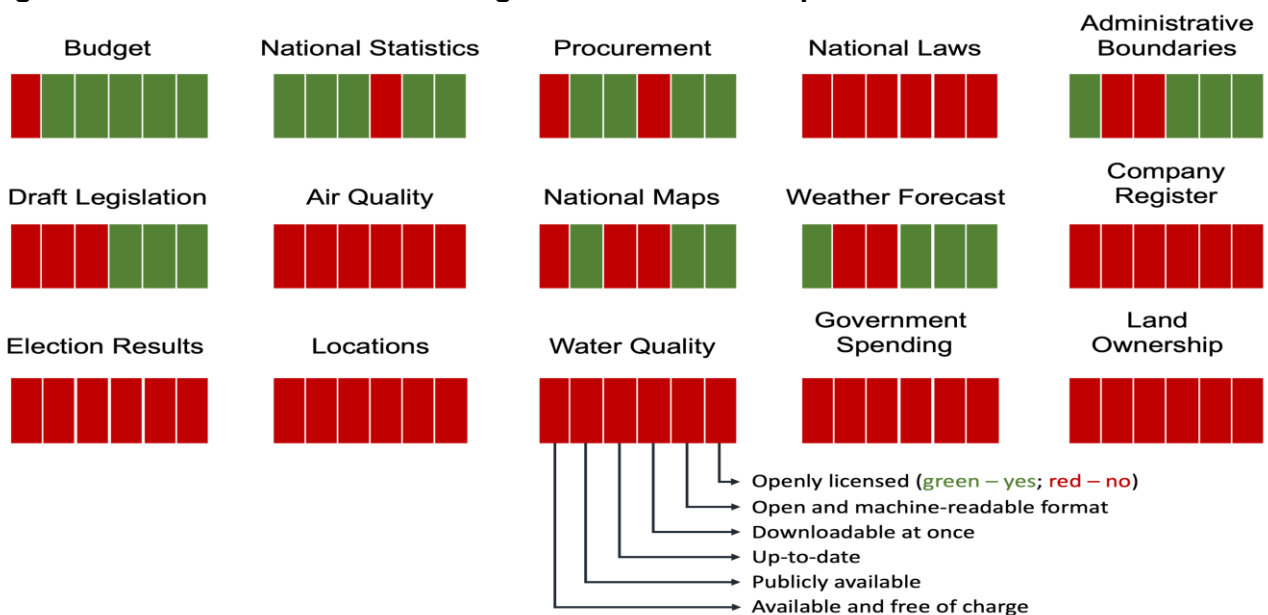 Budget
National Statistics
Procurement
National Laws
Administrative
Boundaries
Draft Legislation
Air Quality
National Maps
Weather Forecast
Company
Register
Election Results
Locations
Water Quality
Government
Spending
Land
Ownership
Openly licensed (green – yes; red – no)
Open and machine-readable format
Downloadable at once
Up-to-date
Publicly available
Available and free of charge